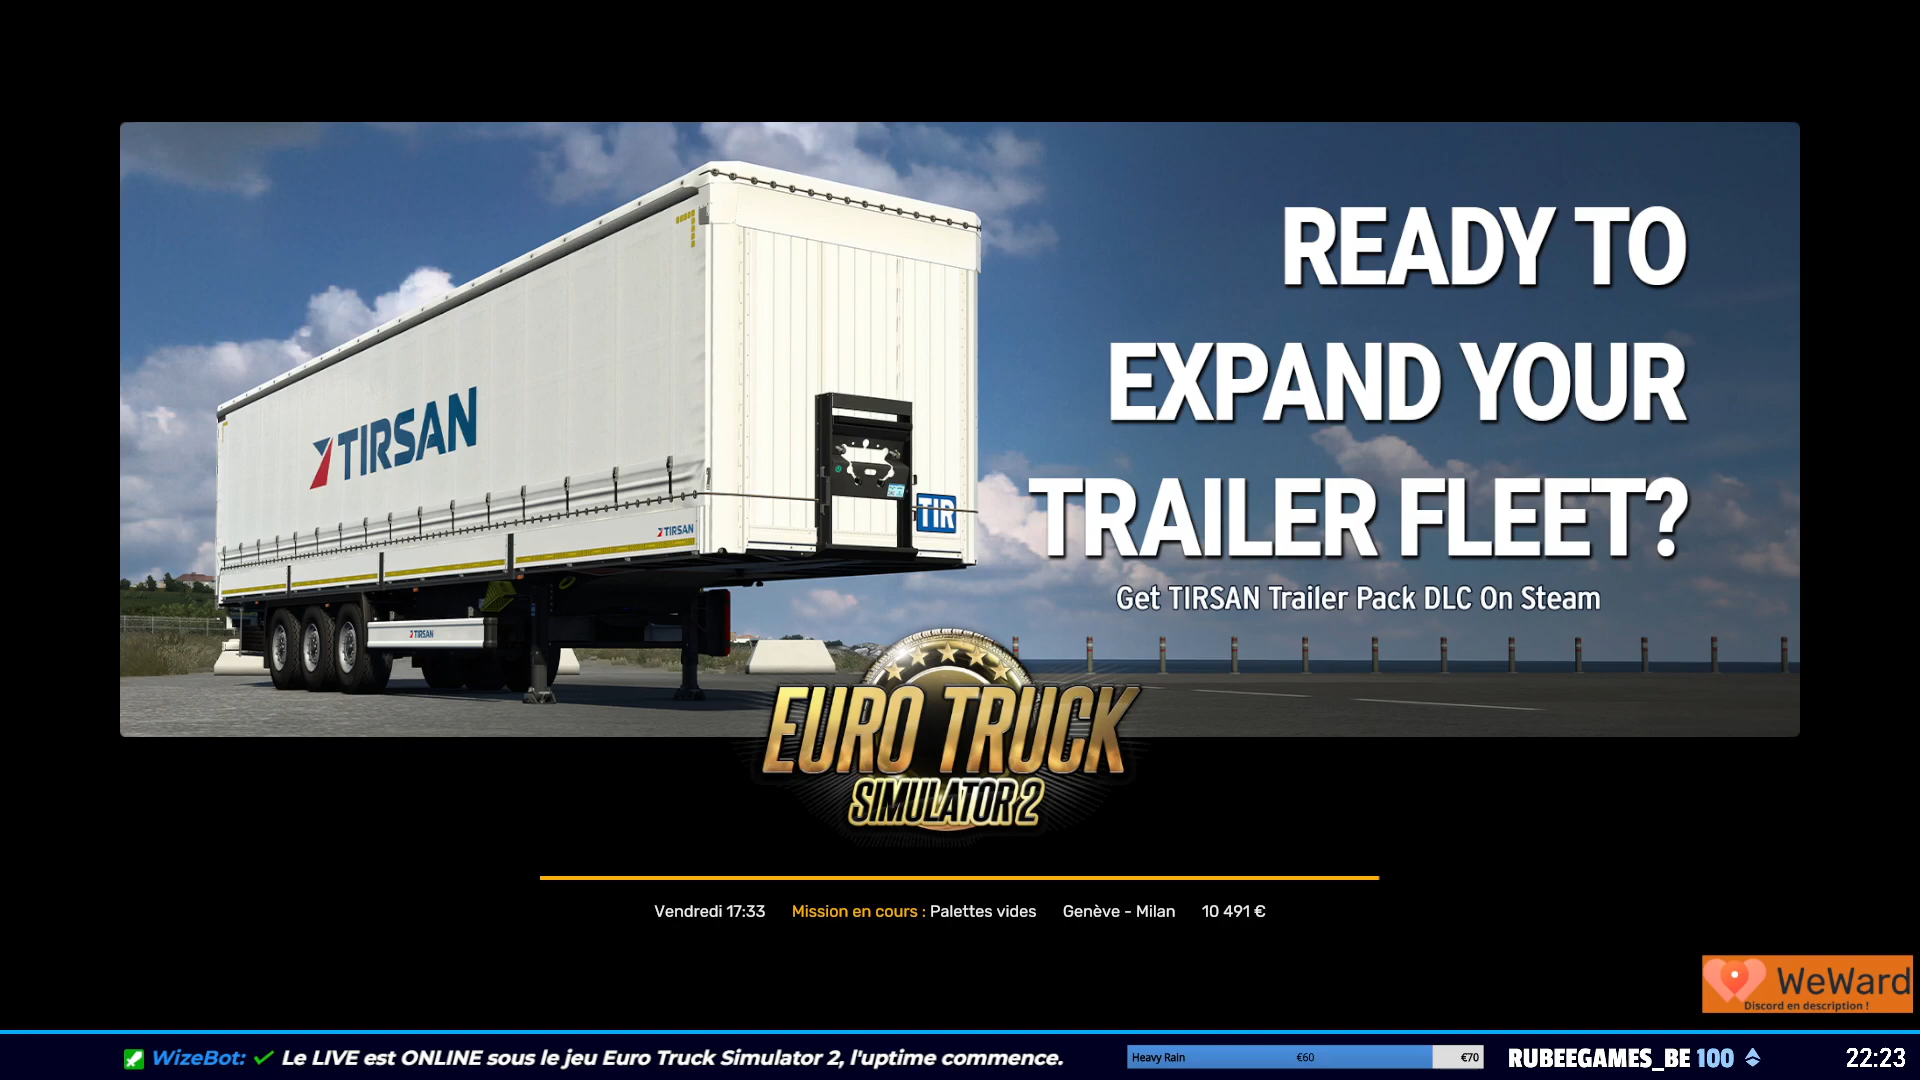 READY TO
EXPAND YOUR
TRAILER FLEET?
Get TIRSAN Trailer Pack DLC On Steam
TIRSAN
TIRSAN
TIRSAN
TIR
EURO TRUCK
SIMULATOR 2
Vendredi 17:33 Mission en cours : Palettes vides Genève - Milan 10 491 €
WeWard
Discord en description !
WizeBot: Le LIVE est ONLINE sous le jeu Euro Truck Simulator 2, l'uptime commence.
Heavy Rain €60 €70
RUBEEGAMES_BE 100
22:23